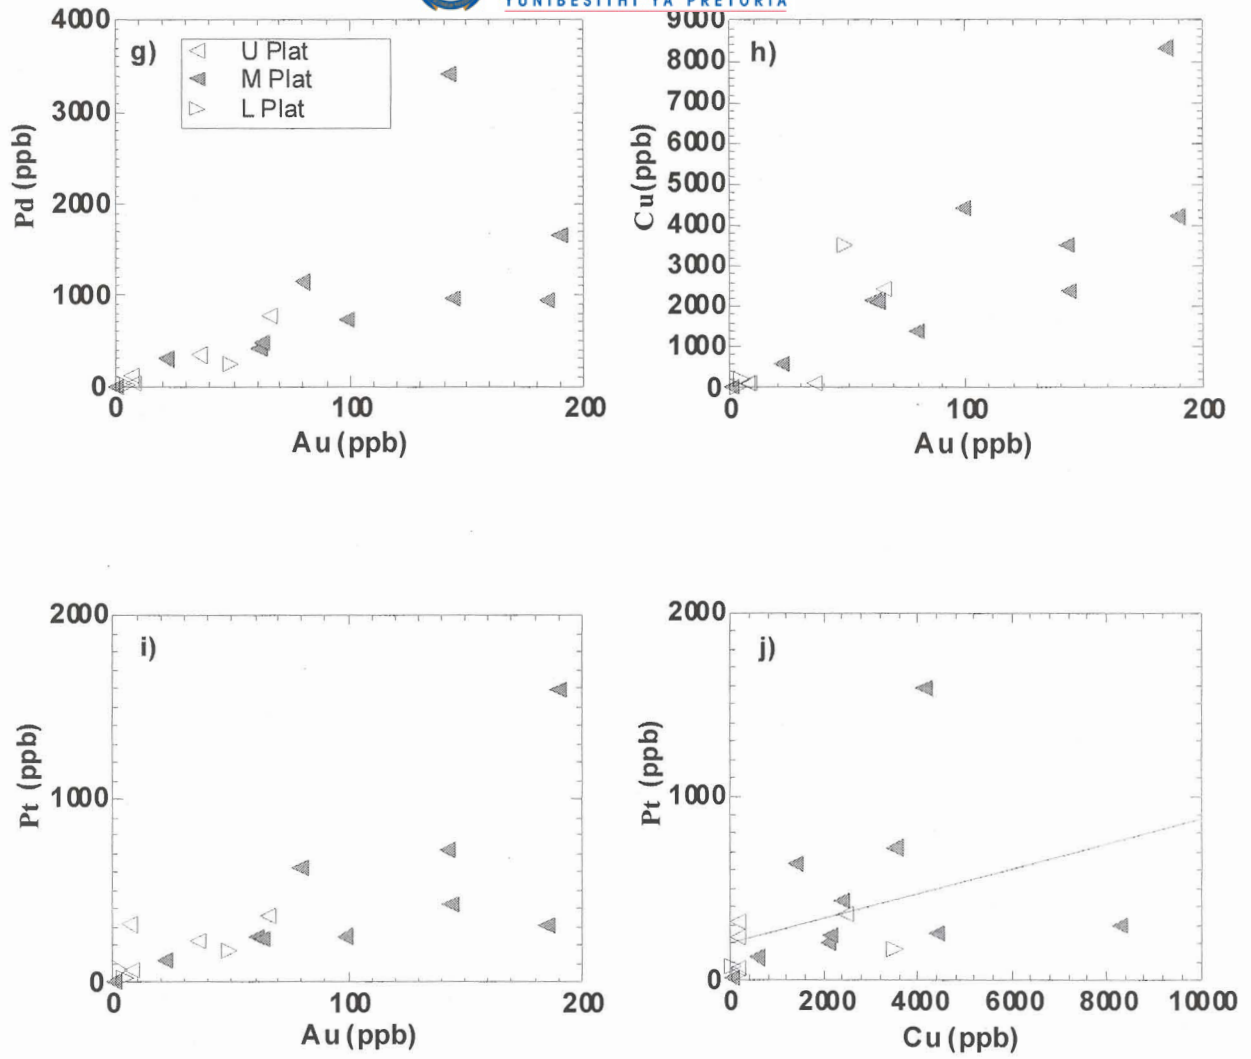 YUNIBESITHI YA PRETORIA
g)
U Plat
M Plat
L Plat
4000
3000
2000
1000
0
Pd (ppb)
0 100 200
Au (ppb)
h)
9000
8000
7000
6000
5000
4000
3000
2000
1000
0
Cu(ppb)
0 100 200
Au (ppb)
i)
2000
1000
0
Pt (ppb)
0 100 200
Au (ppb)
j)
2000
1000
0
Pt (ppb)
0 2000 4000 6000 8000 10000
Cu (ppb)